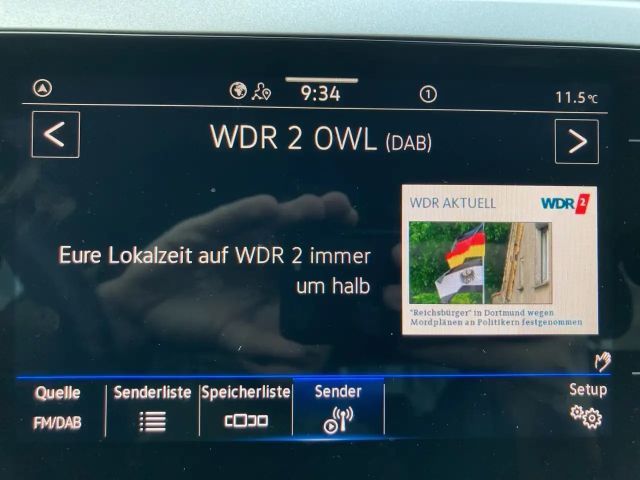 9:34
1
11.5°C
<
WDR 2 OWL (DAB)
>
WDR AKTUELL
WDR 2
Eure Lokalzeit auf WDR 2 immer
um halb
"Reichsbürger" in Dortmund wegen
Mordplänen an Politikern festgenommen
Quelle
Senderliste
Speicherliste
Sender
Setup
FM/DAB